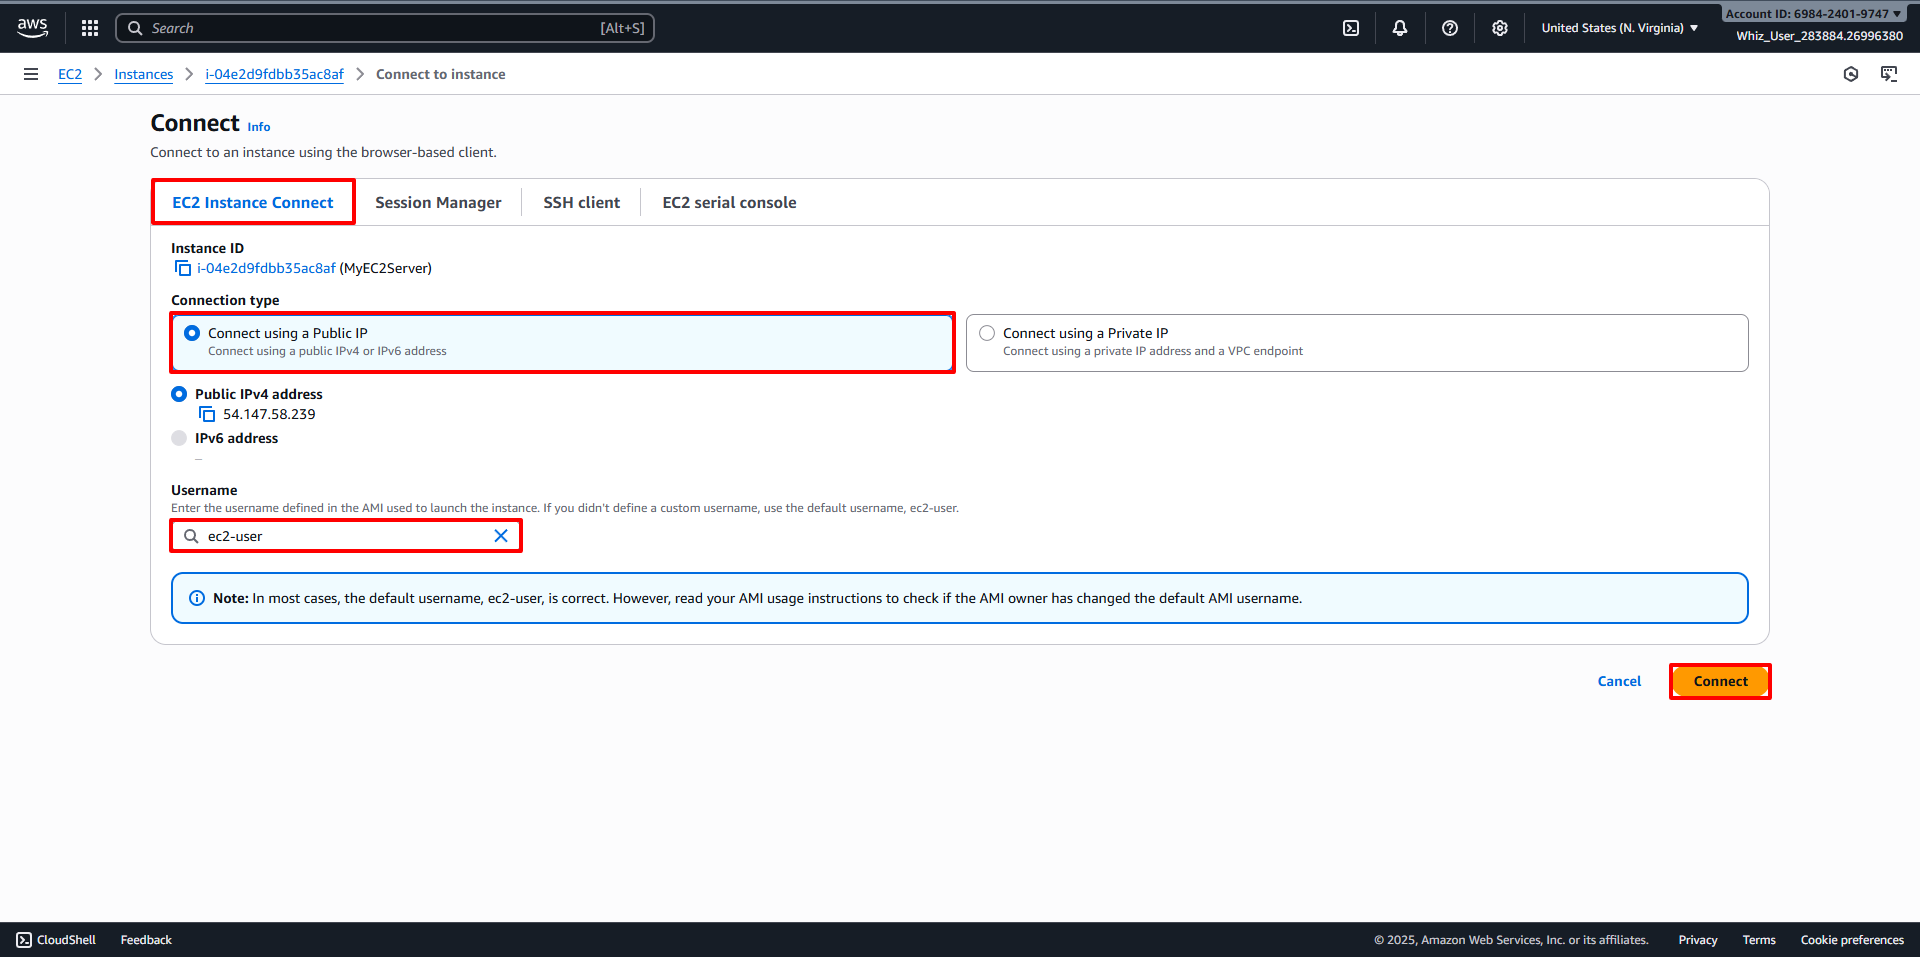 aws
Search [Alt+S]
United States (N. Virginia)
Account ID: 6984-2401-9747
Whiz_User_283884.26996380
EC2 Instances i-04e2d9fdbb35ac8af Connect to instance
Connect Info
Connect to an instance using the browser-based client.
EC2 Instance Connect Session Manager SSH client EC2 serial console
Instance ID
i-04e2d9fdbb35ac8af (MyEC2Server)
Connection type
Connect using a Public IP
Connect using a public IPv4 or IPv6 address
Connect using a Private IP
Connect using a private IP address and a VPC endpoint
Public IPv4 address
54.147.58.239
IPv6 address
–
Username
Enter the username defined in the AMI used to launch the instance. If you didn't define a custom username, use the default username, ec2-user.
ec2-user
Note: In most cases, the default username, ec2-user, is correct. However, read your AMI usage instructions to check if the AMI owner has changed the default AMI username.
Cancel Connect
CloudShell Feedback © 2025, Amazon Web Services, Inc. or its affiliates. Privacy Terms Cookie preferences